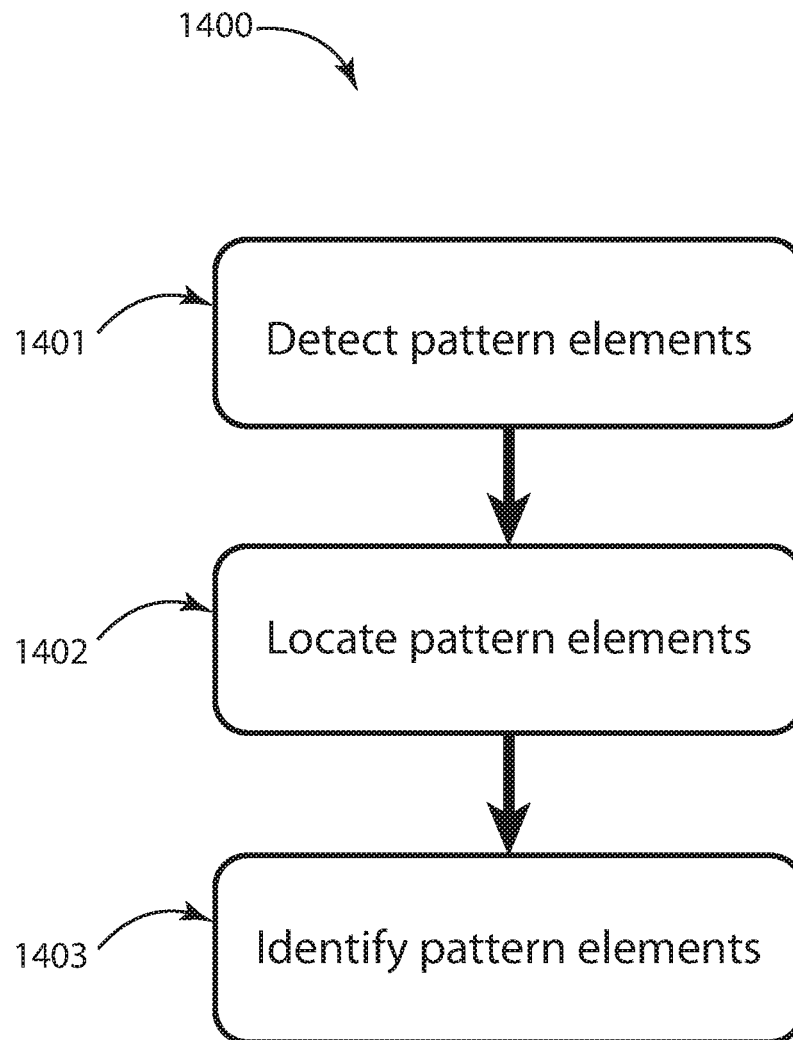 1400
1401
Detect pattern elements
1402
Locate pattern elements
1403
Identify pattern elements